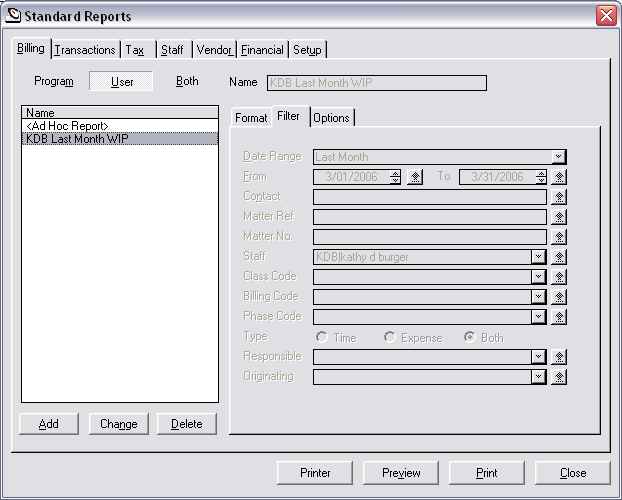 Standard Reports
Billing Transactions Tax Staff Vendor Financial Setup
Program User Both Name KDB Last Month WIP
Name
<Ad Hoc Report>
KDB Last Month WIP
Format Filter Options
Date Range Last Month
From 3/01/2006 To 3/31/2006
Contact
Matter Ref
Matter No.
Staff KDB|kathy d burger
Class Code
Billing Code
Phase Code
Type Time Expense Both
Responsible
Originating
Add Change Delete
Printer Preview Print Close